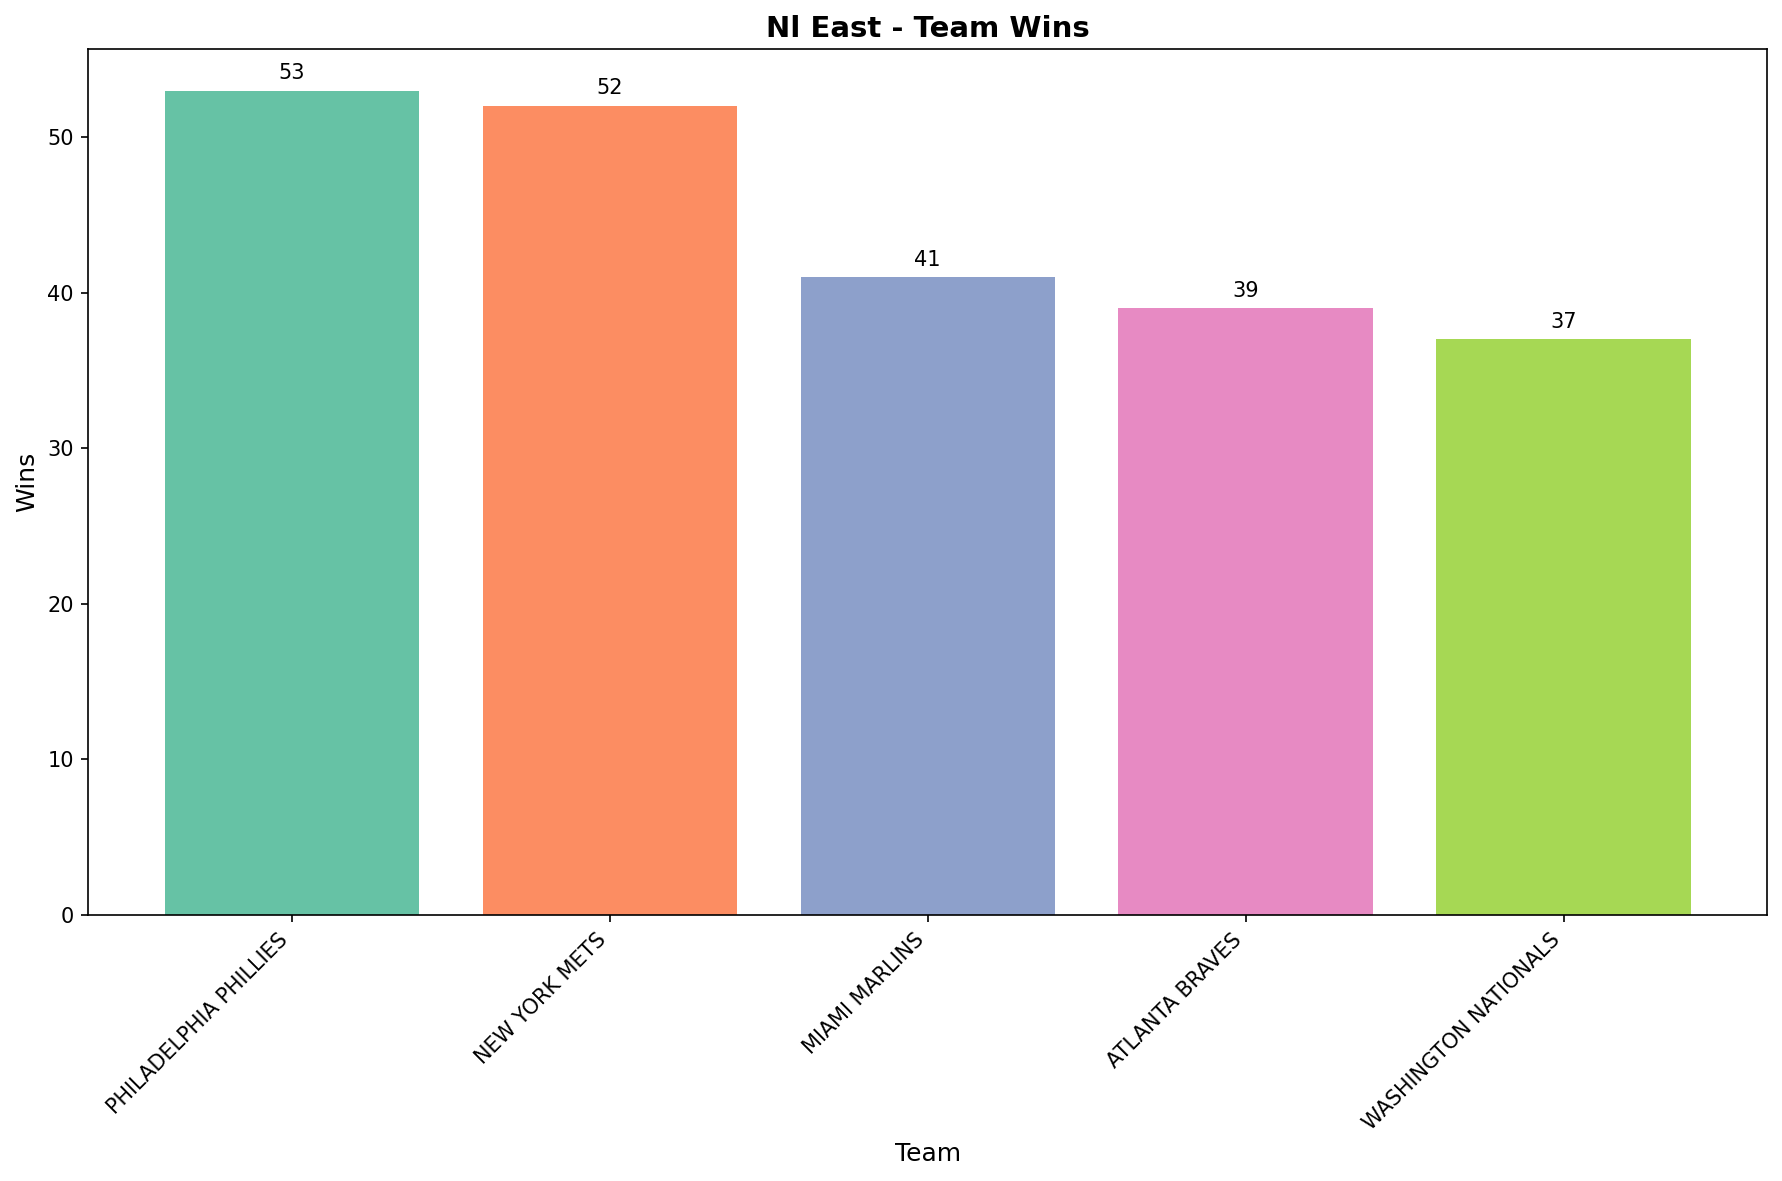 Nl East - Team Wins
53
52
41
39
37
50
40
30
20
10
0
Wins
PHILADELPHIA PHILLIES
NEW YORK METS
MIAMI MARLINS
ATLANTA BRAVES
WASHINGTON NATIONALS
Team